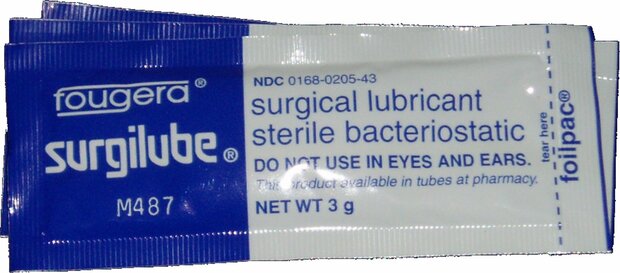 fougera®
surgilube®
M487
NDC 0168-0205-43
surgical lubricant
sterile bacteriostatic
DO NOT USE IN EYES AND EARS.
This product available in tubes at pharmacy.
NET WT 3 g
tear here
foilpac®